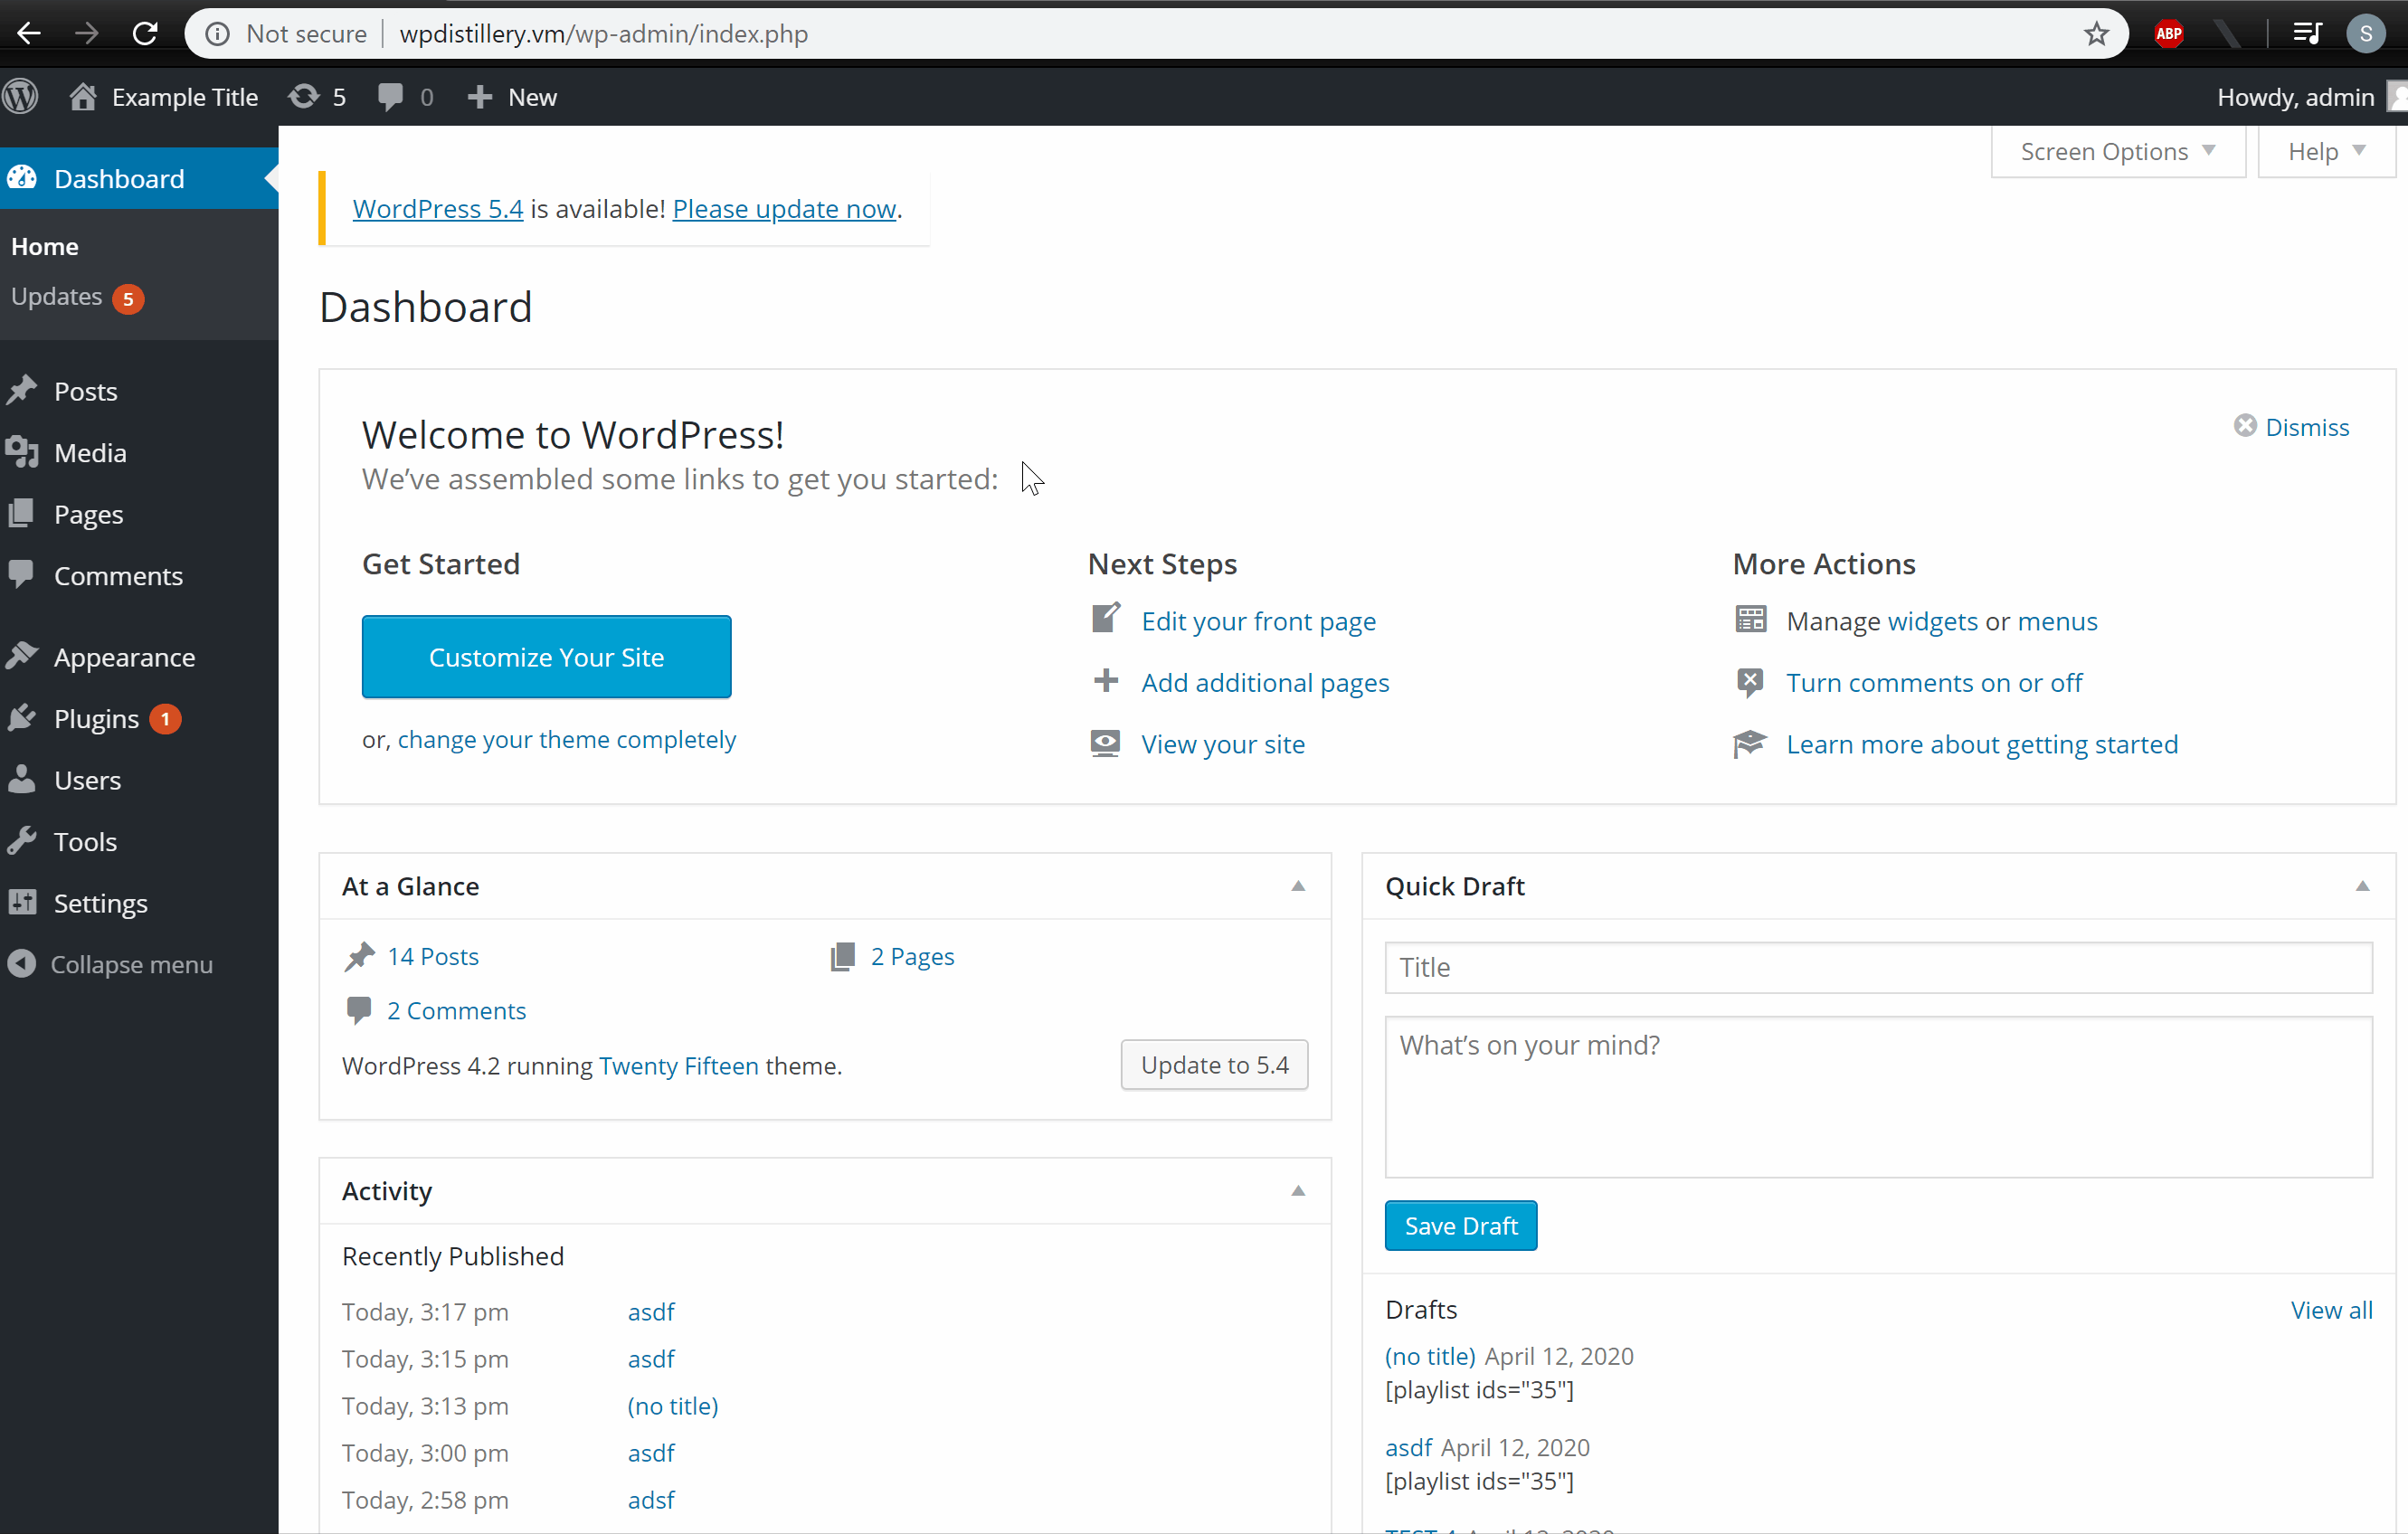 Not secure wpdistillery.vm/wp-admin/index.php
ABP
S
Example Title 5 0 New
Howdy, admin
Dashboard
Home
Updates 5
Posts
Media
Pages
Comments
Appearance
Plugins 1
Users
Tools
Settings
Collapse menu
Screen Options
Help
WordPress 5.4 is available! Please update now.
Dashboard
Welcome to WordPress!
Dismiss
We’ve assembled some links to get you started:
Get Started
Customize Your Site
or, change your theme completely
Next Steps
Edit your front page
Add additional pages
View your site
More Actions
Manage widgets or menus
Turn comments on or off
Learn more about getting started
At a Glance
14 Posts
2 Pages
2 Comments
WordPress 4.2 running Twenty Fifteen theme.
Update to 5.4
Activity
Recently Published
Today, 3:17 pm asdf
Today, 3:15 pm asdf
Today, 3:13 pm (no title)
Today, 3:00 pm asdf
Today, 2:58 pm adsf
Quick Draft
Title
What’s on your mind?
Save Draft
Drafts
View all
(no title) April 12, 2020
[playlist ids="35"]
asdf April 12, 2020
[playlist ids="35"]